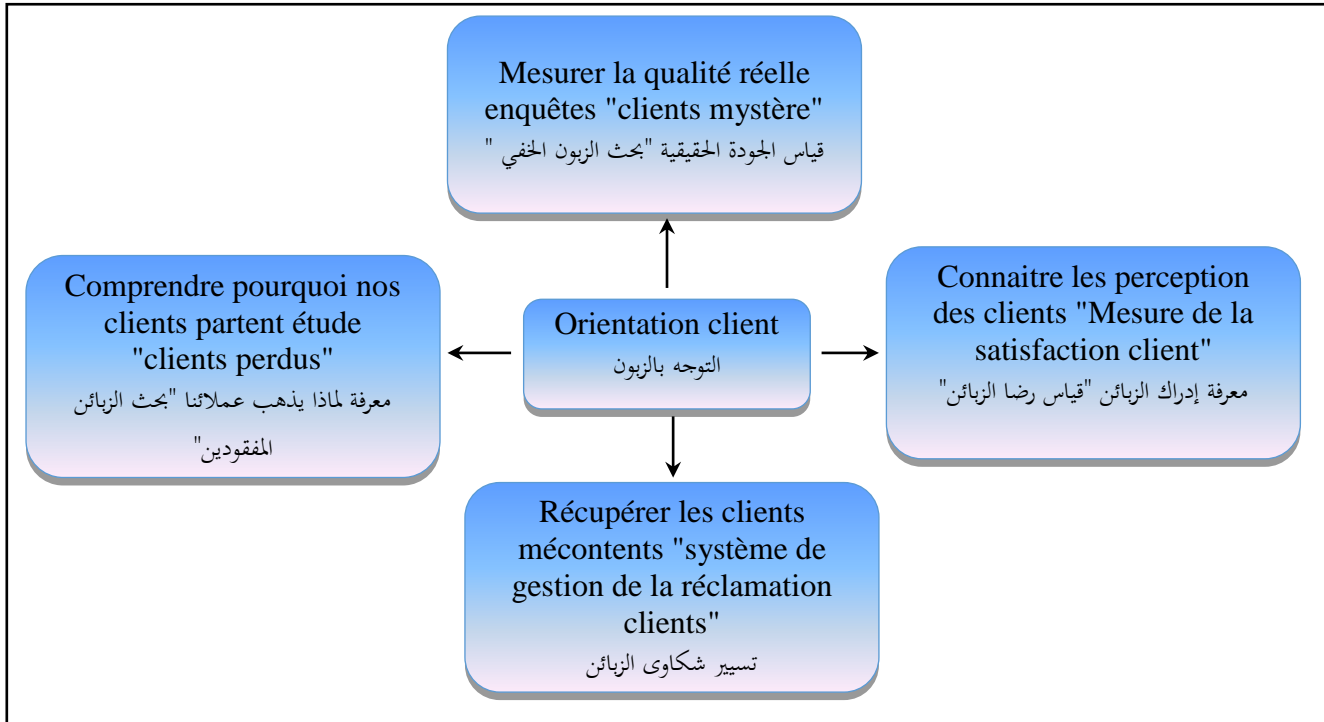 Mesurer la qualité réelle
enquêtes "clients mystère"
قياس الجودة الحقيقية "بحث الزبون الخفي "
Comprendre pourquoi nos
clients partent étude
"clients perdus"
معرفة لماذا يذهب عملائنا "بحث الزبائن
المفقودين"
Orientation client
التوجه بالزبون
Connaitre les perception
des clients "Mesure de la
satisfaction client"
معرفة إدراك الزبائن "قياس رضا الزبائن"
Récupérer les clients
mécontents "système de
gestion de la réclamation
clients"
تسيير شكاوى الزبائن